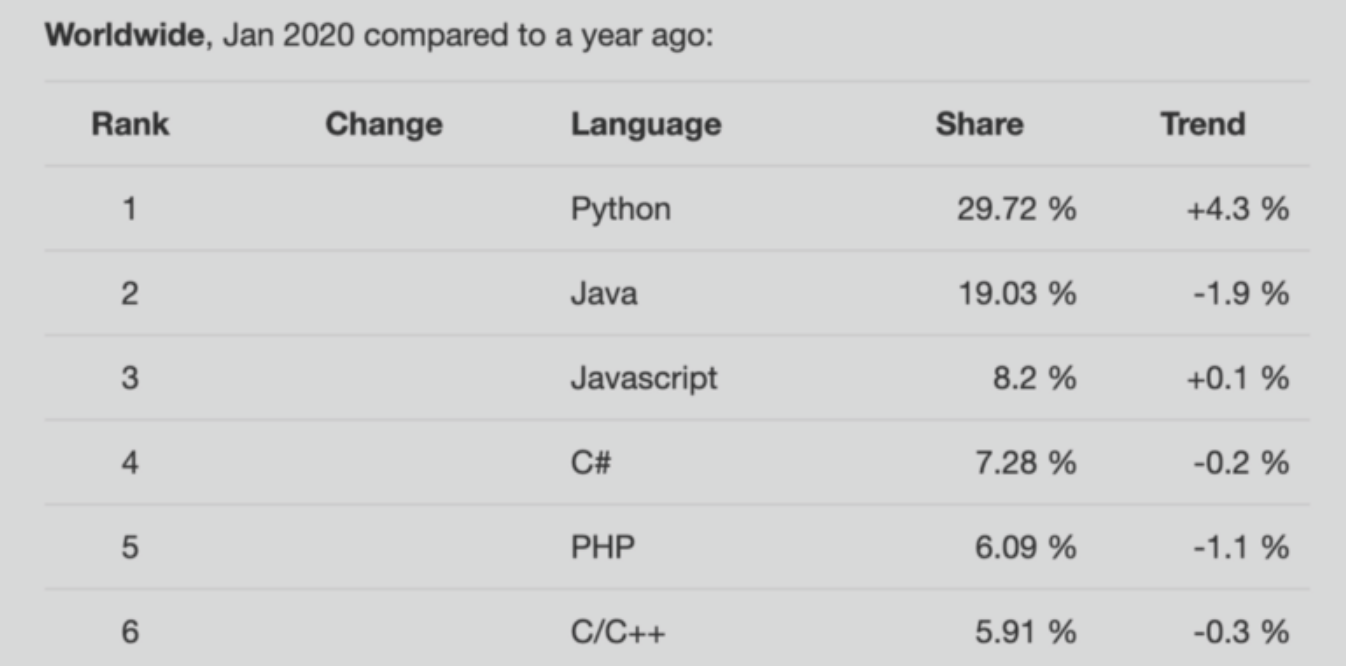 Worldwide, Jan 2020 compared to a year ago:
Rank Change Language Share Trend
1 Python 29.72 % +4.3 %
2 Java 19.03 % -1.9 %
3 Javascript 8.2 % +0.1 %
4 C# 7.28 % -0.2 %
5 PHP 6.09 % -1.1 %
6 C/C++ 5.91 % -0.3 %